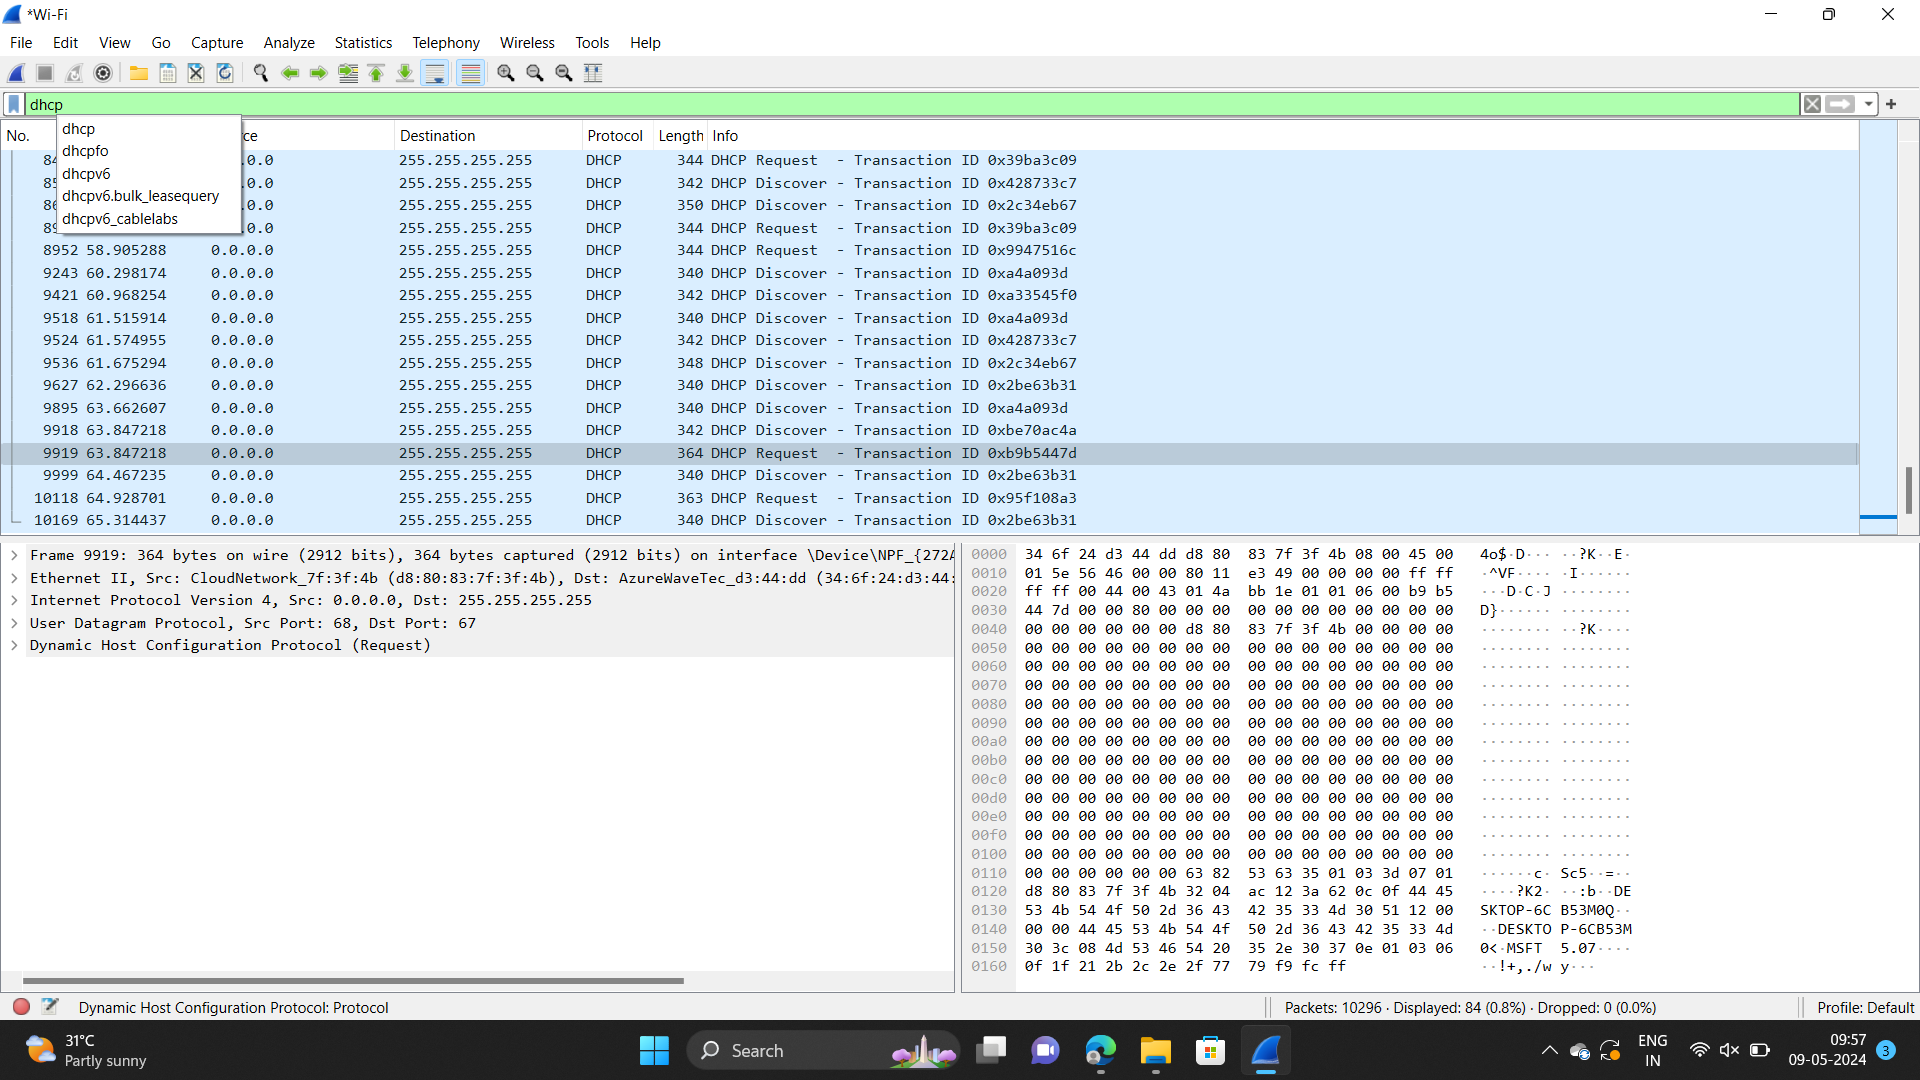 *Wi-Fi
File Edit View Go Capture Analyze Statistics Telephony Wireless Tools Help
dhcp
dhcp
dhcpfo
dhcpv6
dhcpv6.bulk_leasequery
dhcpv6_cablelabs
No. ce Destination Protocol Length Info
84 .0.0 255.255.255.255 DHCP 344 DHCP Request - Transaction ID 0x39ba3c09
85 .0.0 255.255.255.255 DHCP 342 DHCP Discover - Transaction ID 0x428733c7
86 .0.0 255.255.255.255 DHCP 350 DHCP Discover - Transaction ID 0x2c34eb67
89 .0.0 255.255.255.255 DHCP 344 DHCP Request - Transaction ID 0x39ba3c09
8952 58.905288 0.0.0.0 255.255.255.255 DHCP 344 DHCP Request - Transaction ID 0x9947516c
9243 60.298174 0.0.0.0 255.255.255.255 DHCP 340 DHCP Discover - Transaction ID 0xa4a093d
9421 60.968254 0.0.0.0 255.255.255.255 DHCP 342 DHCP Discover - Transaction ID 0xa33545f0
9518 61.515914 0.0.0.0 255.255.255.255 DHCP 340 DHCP Discover - Transaction ID 0xa4a093d
9524 61.574955 0.0.0.0 255.255.255.255 DHCP 342 DHCP Discover - Transaction ID 0x428733c7
9536 61.675294 0.0.0.0 255.255.255.255 DHCP 348 DHCP Discover - Transaction ID 0x2c34eb67
9627 62.296636 0.0.0.0 255.255.255.255 DHCP 340 DHCP Discover - Transaction ID 0x2be63b31
9895 63.662607 0.0.0.0 255.255.255.255 DHCP 340 DHCP Discover - Transaction ID 0xa4a093d
9918 63.847218 0.0.0.0 255.255.255.255 DHCP 342 DHCP Discover - Transaction ID 0xbe70ac4a
9919 63.847218 0.0.0.0 255.255.255.255 DHCP 364 DHCP Request - Transaction ID 0xb9b5447d
9999 64.467235 0.0.0.0 255.255.255.255 DHCP 340 DHCP Discover - Transaction ID 0x2be63b31
10118 64.928701 0.0.0.0 255.255.255.255 DHCP 363 DHCP Request - Transaction ID 0x95f108a3
10169 65.314437 0.0.0.0 255.255.255.255 DHCP 340 DHCP Discover - Transaction ID 0x2be63b31
Frame 9919: 364 bytes on wire (2912 bits), 364 bytes captured (2912 bits) on interface \Device\NPF_{272A
Ethernet II, Src: CloudNetwork_7f:3f:4b (d8:80:83:7f:3f:4b), Dst: AzureWaveTec_d3:44:dd (34:6f:24:d3:44:
Internet Protocol Version 4, Src: 0.0.0.0, Dst: 255.255.255.255
User Datagram Protocol, Src Port: 68, Dst Port: 67
Dynamic Host Configuration Protocol (Request)
0000 34 6f 24 d3 44 dd d8 80 83 7f 3f 4b 08 00 45 00 4o$·D··· ··?K··E·
0010 01 5e 56 46 00 00 80 11 e3 49 00 00 00 00 ff ff ·^VF···· ·I······
0020 ff ff 00 44 00 43 01 4a bb 1e 01 01 06 00 b9 b5 ···D·C·J ········
0030 44 7d 00 00 80 00 00 00 00 00 00 00 00 00 00 00 D}······ ········
0040 00 00 00 00 00 00 d8 80 83 7f 3f 4b 00 00 00 00 ········ ··?K····
0050 00 00 00 00 00 00 00 00 00 00 00 00 00 00 00 00 ········ ········
0060 00 00 00 00 00 00 00 00 00 00 00 00 00 00 00 00 ········ ········
0070 00 00 00 00 00 00 00 00 00 00 00 00 00 00 00 00 ········ ········
0080 00 00 00 00 00 00 00 00 00 00 00 00 00 00 00 00 ········ ········
0090 00 00 00 00 00 00 00 00 00 00 00 00 00 00 00 00 ········ ········
00a0 00 00 00 00 00 00 00 00 00 00 00 00 00 00 00 00 ········ ········
00b0 00 00 00 00 00 00 00 00 00 00 00 00 00 00 00 00 ········ ········
00c0 00 00 00 00 00 00 00 00 00 00 00 00 00 00 00 00 ········ ········
00d0 00 00 00 00 00 00 00 00 00 00 00 00 00 00 00 00 ········ ········
00e0 00 00 00 00 00 00 00 00 00 00 00 00 00 00 00 00 ········ ········
00f0 00 00 00 00 00 00 00 00 00 00 00 00 00 00 00 00 ········ ········
0100 00 00 00 00 00 00 00 00 00 00 00 00 00 00 00 00 ········ ········
0110 00 00 00 00 00 00 63 82 53 63 35 01 03 3d 07 01 ······c· Sc5··=··
0120 d8 80 83 7f 3f 4b 32 04 ac 12 3a 62 0c 0f 44 45 ····?K2· ··:b··DE
0130 53 4b 54 4f 50 2d 36 43 42 35 33 4d 30 51 12 00 SKTOP-6C B53M0Q··
0140 00 00 44 45 53 4b 54 4f 50 2d 36 43 42 35 33 4d ··DESKTO P-6CB53M
0150 30 3c 08 4d 53 46 54 20 35 2e 30 37 0e 01 03 06 0<·MSFT 5.07····
0160 0f 1f 21 2b 2c 2e 2f 77 79 f9 fc ff ··!+,./w y···
Dynamic Host Configuration Protocol: Protocol
Packets: 10296 · Displayed: 84 (0.8%) · Dropped: 0 (0.0%)
Profile: Default
31°C
Partly sunny
Search
ENG
IN
09:57
09-05-2024
3